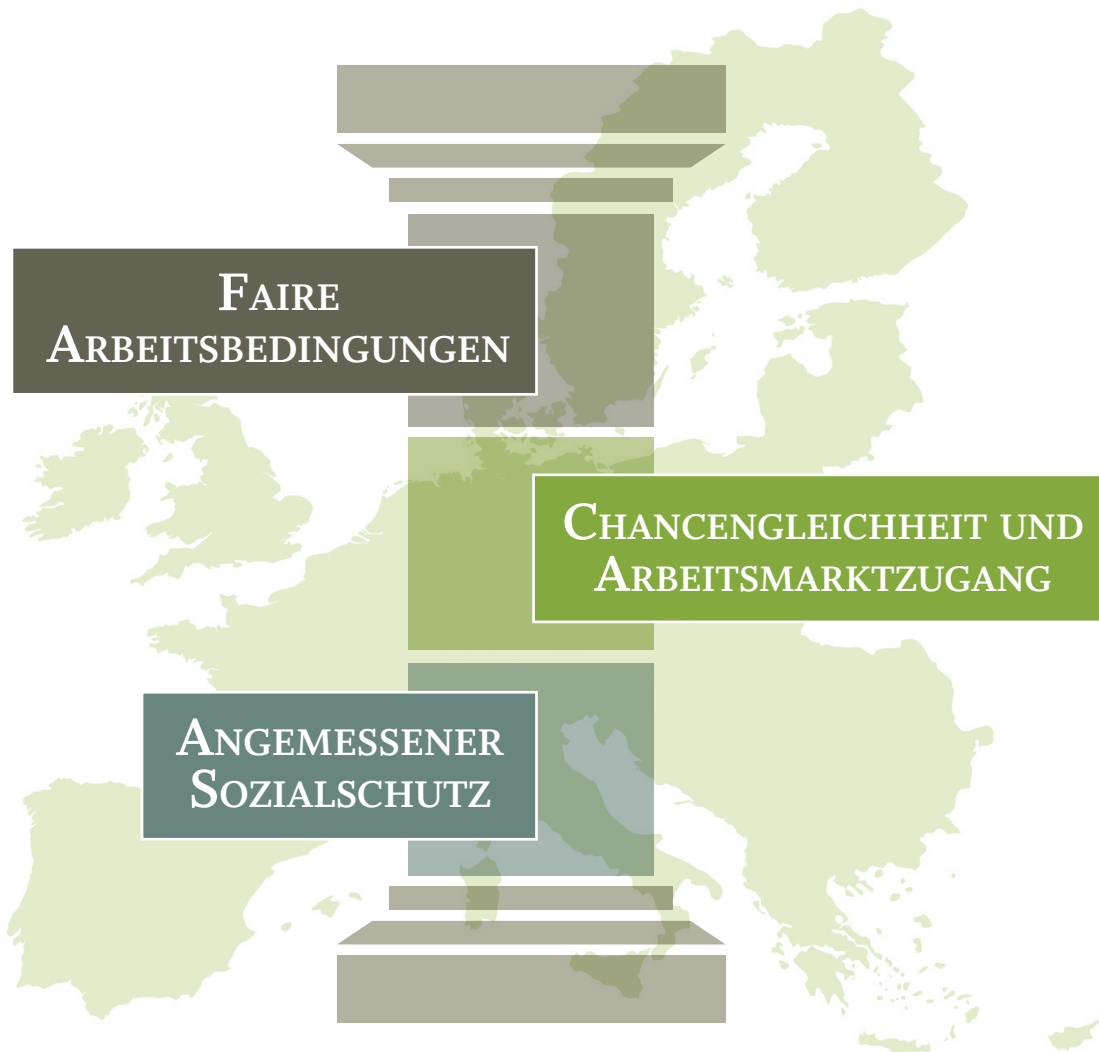 Faire
Arbeitsbedingungen
Chancengleichheit und
Arbeitsmarktzugang
Angemessener
Sozialschutz